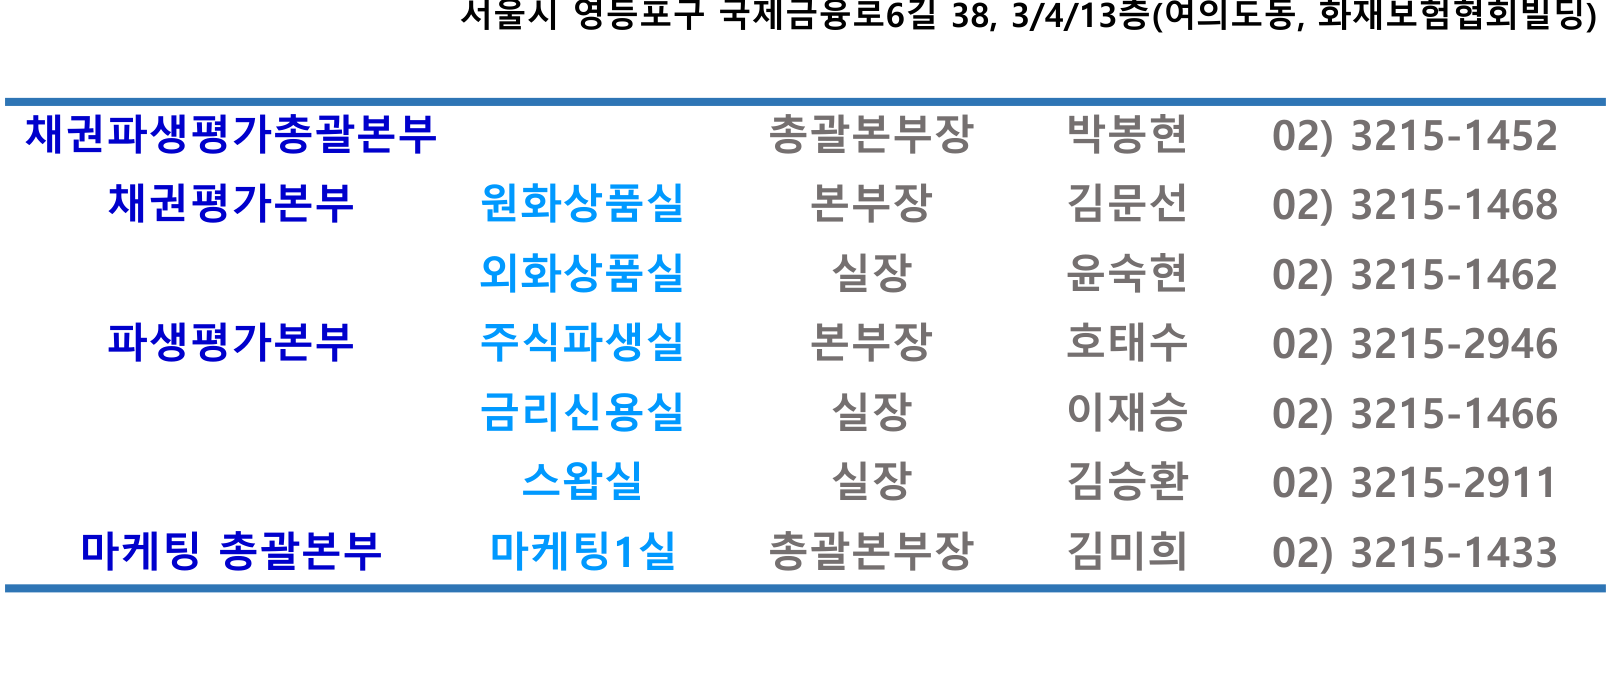 서울시 영등포구 국제금융로6길 38, 3/4/13층(여의도동, 화재보험협회빌딩)
채권파생평가총괄본부 총괄본부장 박봉현 02) 3215-1452
채권평가본부 원화상품실 본부장 김문선 02) 3215-1468
외화상품실 실장 윤숙현 02) 3215-1462
파생평가본부 주식파생실 본부장 호태수 02) 3215-2946
금리신용실 실장 이재승 02) 3215-1466
스왑실 실장 김승환 02) 3215-2911
마케팅 총괄본부 마케팅1실 총괄본부장 김미희 02) 3215-1433